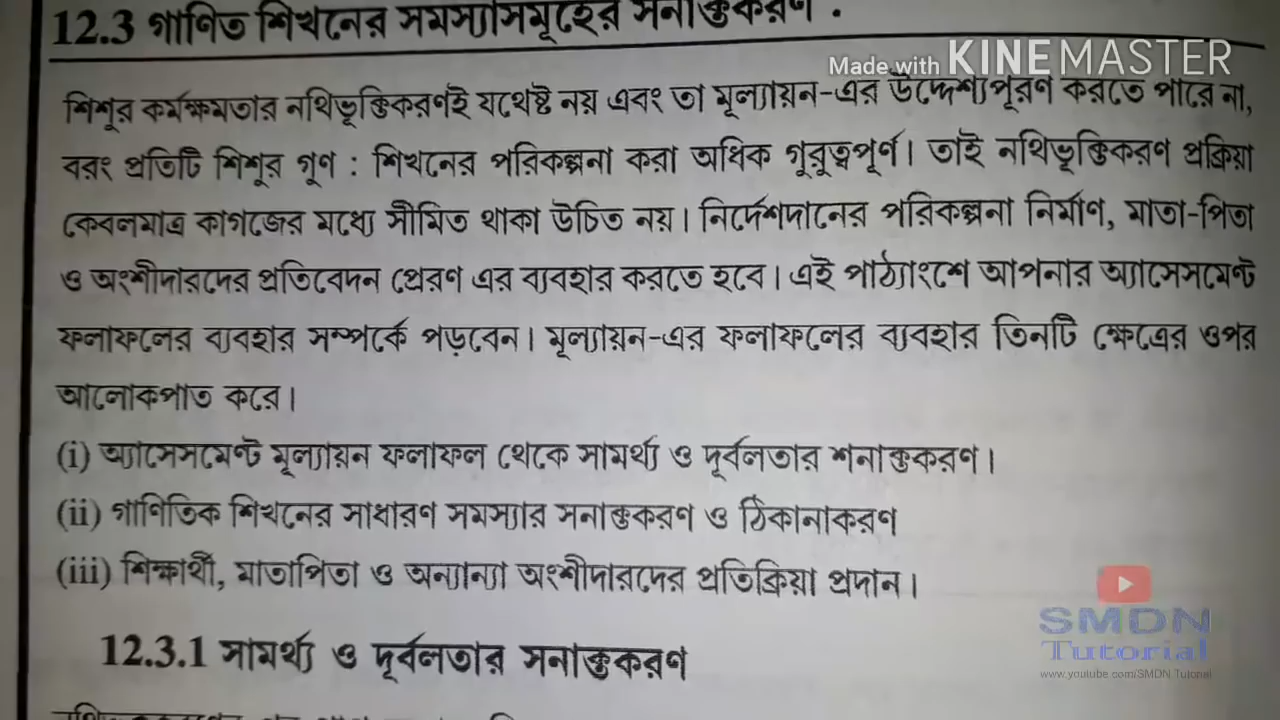 12.3 গাণিত শিখনের সমস্যাসমূহের সনাক্তকরণ :
Made with KINEMASTER
শিশুর কর্মক্ষমতার নথিভূক্তিকরণই যথেষ্ট নয় এবং তা মূল্যায়ন-এর উদ্দেশ্যপূরণ করতে পারে না,
বরং প্রতিটি শিশুর গুণ : শিখনের পরিকল্পনা করা অধিক গুরুত্বপূর্ণ। তাই নথিভূক্তিকরণ প্রক্রিয়া
কেবলমাত্র কাগজের মধ্যে সীমিত থাকা উচিত নয়। নির্দেশদানের পরিকল্পনা নির্মাণ, মাতা-পিতা
ও অংশীদারদের প্রতিবেদন প্রেরণ এর ব্যবহার করতে হবে। এই পাঠ্যাংশে আপনার অ্যাসেসমেন্ট
ফলাফলের ব্যবহার সম্পর্কে পড়বেন। মূল্যায়ন-এর ফলাফলের ব্যবহার তিনটি ক্ষেত্রের ওপর
আলোকপাত করে।
(i) অ্যাসেসমেন্ট মূল্যায়ন ফলাফল থেকে সামর্থ্য ও দূর্বলতার শনাক্তকরণ।
(ii) গাণিতিক শিখনের সাধারণ সমস্যার সনাক্তকরণ ও ঠিকানাকরণ
(iii) শিক্ষার্থী, মাতাপিতা ও অন্যান্যা অংশীদারদের প্রতিক্রিয়া প্রদান।
12.3.1 সামর্থ্য ও দূর্বলতার সনাক্তকরণ
SMDN
Tutorial
www.youtube.com/SMDN Tutorial